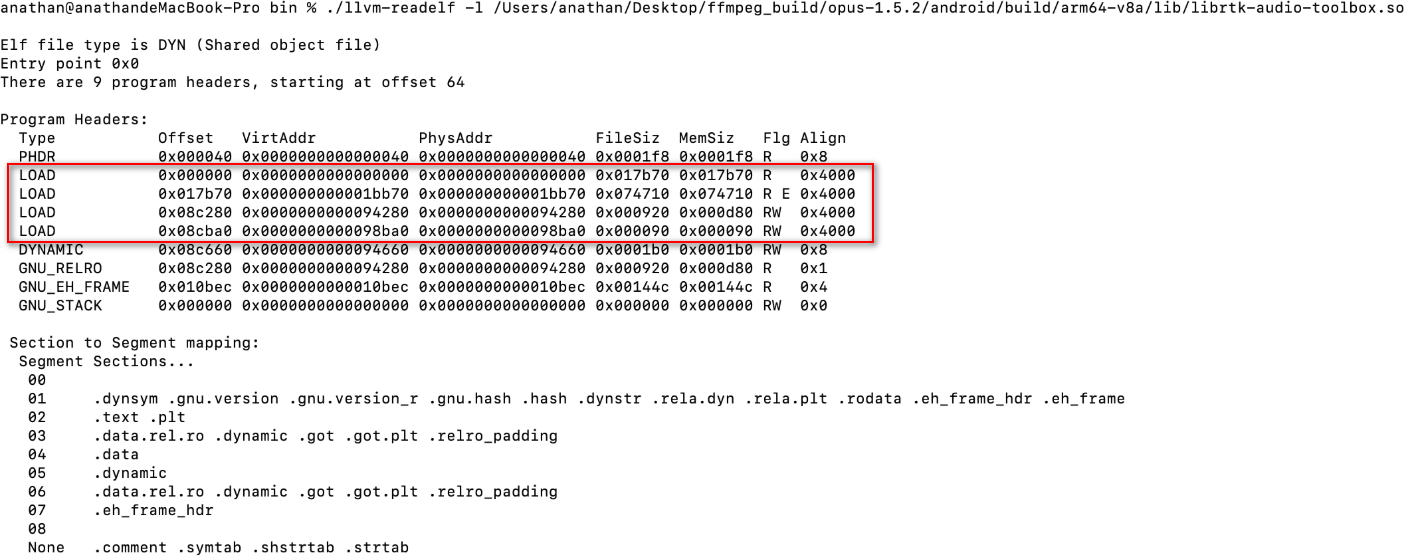 anathan@anathandeMacBook-Pro bin % ./llvm-readelf -l /Users/anathan/Desktop/ffmpeg_build/opus-1.5.2/android/build/arm64-v8a/lib/librtk-audio-toolbox.so
Elf file type is DYN (Shared object file)
Entry point 0x0
There are 9 program headers, starting at offset 64
Program Headers:
Type Offset VirtAddr PhysAddr FileSiz MemSiz Flg Align
PHDR 0x000040 0x0000000000000040 0x0000000000000040 0x0001f8 0x0001f8 R 0x8
LOAD 0x000000 0x0000000000000000 0x0000000000000000 0x017b70 0x017b70 R 0x4000
LOAD 0x017b70 0x000000000001bb70 0x000000000001bb70 0x074710 0x074710 R E 0x4000
LOAD 0x08c280 0x0000000000094280 0x0000000000094280 0x000920 0x000d80 RW 0x4000
LOAD 0x08cba0 0x0000000000098ba0 0x0000000000098ba0 0x000090 0x000090 RW 0x4000
DYNAMIC 0x08c660 0x0000000000094660 0x0000000000094660 0x0001b0 0x0001b0 RW 0x8
GNU_RELRO 0x08c280 0x0000000000094280 0x0000000000094280 0x000920 0x000d80 R 0x1
GNU_EH_FRAME 0x010bec 0x0000000000010bec 0x0000000000010bec 0x00144c 0x00144c R 0x4
GNU_STACK 0x000000 0x0000000000000000 0x0000000000000000 0x000000 0x000000 RW 0x0
Section to Segment mapping:
Segment Sections...
00
01 .dynsym .gnu.version .gnu.version_r .gnu.hash .hash .dynstr .rela.dyn .rela.plt .rodata .eh_frame_hdr .eh_frame
02 .text .plt
03 .data.rel.ro .dynamic .got .got.plt .relro_padding
04 .data
05 .dynamic
06 .data.rel.ro .dynamic .got .got.plt .relro_padding
07 .eh_frame_hdr
08
None .comment .symtab .shstrtab .strtab